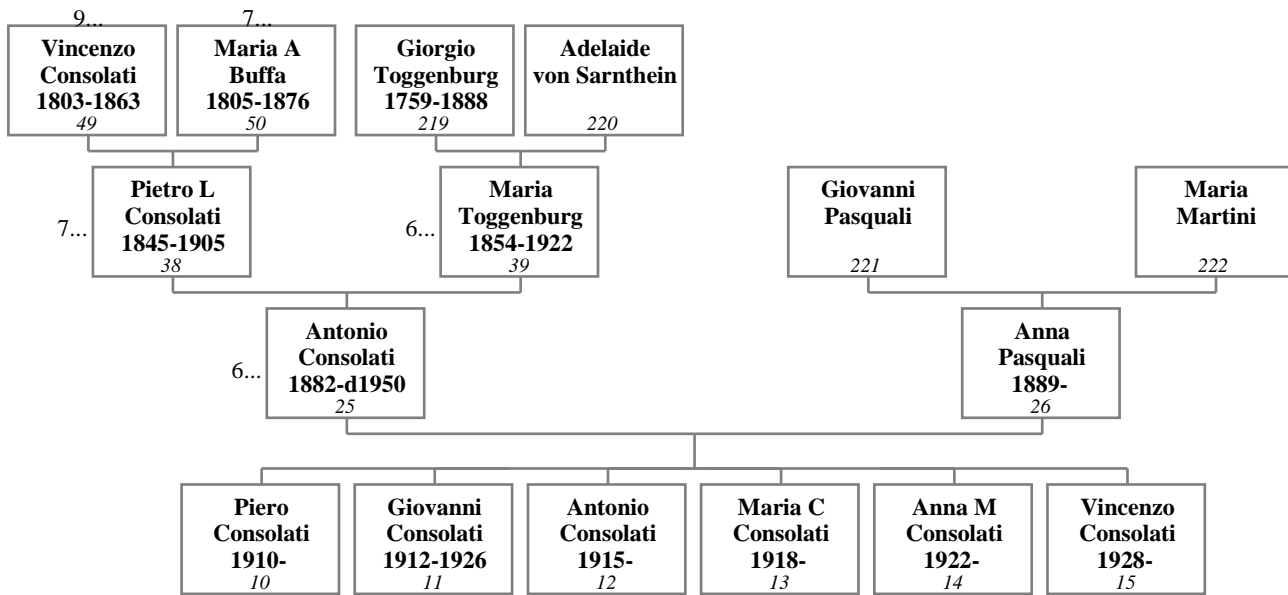 9...
7...
Vincenzo
Consolati
1803-1863
49
Maria A
Buffa
1805-1876
50
Giorgio
Toggenburg
1759-1888
219
Adelaide
von Sarnthein
220
7...
Pietro L
Consolati
1845-1905
38
6...
Maria
Toggenburg
1854-1922
39
Giovanni
Pasquali
221
Maria
Martini
222
6...
Antonio
Consolati
1882-d1950
25
Anna
Pasquali
1889-
26
Piero
Consolati
1910-
10
Giovanni
Consolati
1912-1926
11
Antonio
Consolati
1915-
12
Maria C
Consolati
1918-
13
Anna M
Consolati
1922-
14
Vincenzo
Consolati
1928-
15